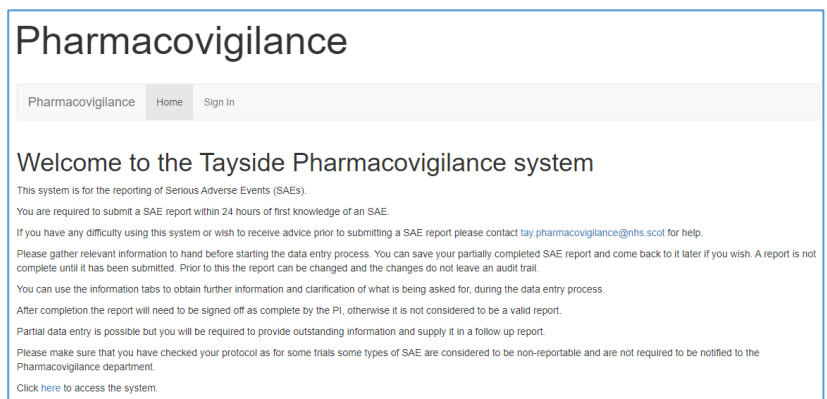 Pharmacovigilance
Pharmacovigilance Home Sign In
Welcome to the Tayside Pharmacovigilance system
This system is for the reporting of Serious Adverse Events (SAEs).
You are required to submit a SAE report within 24 hours of first knowledge of an SAE.
If you have any difficulty using this system or wish to receive advice prior to submitting a SAE report please contact tay.pharmacovigilance@nhs.scot for help.
Please gather relevant information to hand before starting the data entry process. You can save your partially completed SAE report and come back to it later if you wish. A report is not
complete until it has been submitted. Prior to this the report can be changed and the changes do not leave an audit trail.
You can use the information tabs to obtain further information and clarification of what is being asked for, during the data entry process.
After completion the report will need to be signed off as complete by the PI, otherwise it is not considered to be a valid report.
Partial data entry is possible but you will be required to provide outstanding information and supply it in a follow up report.
Please make sure that you have checked your protocol as for some trials some types of SAE are considered to be non-reportable and are not required to be notified to the
Pharmacovigilance department.
Click here to access the system.